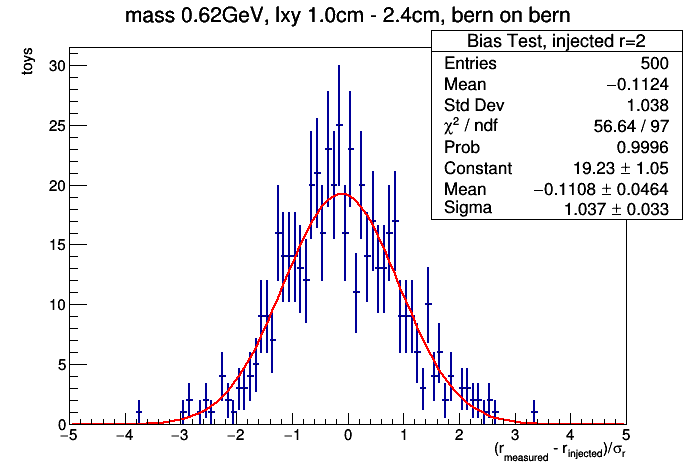 mass 0.62GeV, lxy 1.0cm - 2.4cm, bern on bern
Bias Test, injected r=2
Entries 500
Mean −0.1124
Std Dev 1.038
χ² / ndf 56.64 / 97
Prob 0.9996
Constant 19.23 ± 1.05
Mean −0.1108 ± 0.0464
Sigma 1.037 ± 0.033
toys
30
25
20
15
10
5
0
−5 −4 −3 −2 −1 0 1 2 3 4 5
(r_measured - r_injected)/σ_r